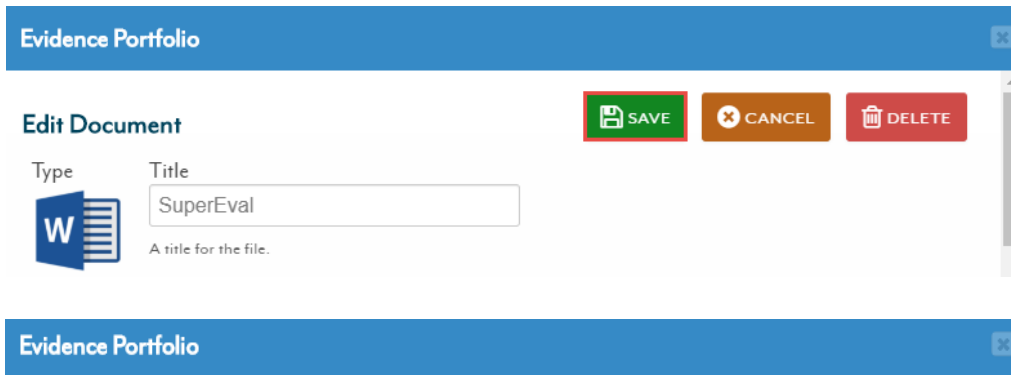 Evidence Portfolio
Edit Document
SAVE
CANCEL
DELETE
Type
Title
W
SuperEval
A title for the file.
Evidence Portfolio